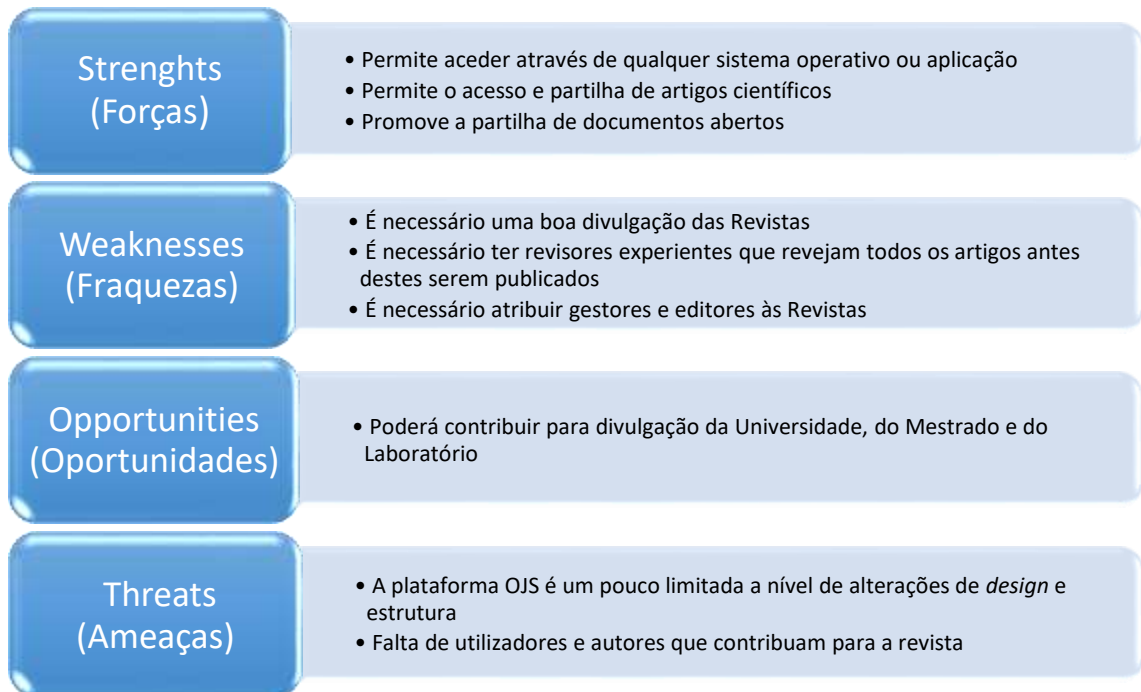 Strenghts
(Forças)
• Permite aceder através de qualquer sistema operativo ou aplicação
• Permite o acesso e partilha de artigos científicos
• Promove a partilha de documentos abertos
Weaknesses
(Fraquezas)
• É necessário uma boa divulgação das Revistas
• É necessário ter revisores experientes que revejam todos os artigos antes
destes serem publicados
• É necessário atribuir gestores e editores às Revistas
Opportunities
(Oportunidades)
• Poderá contribuir para divulgação da Universidade, do Mestrado e do
Laboratório
Threats
(Ameaças)
• A plataforma OJS é um pouco limitada a nível de alterações de design e
estrutura
• Falta de utilizadores e autores que contribuam para a revista